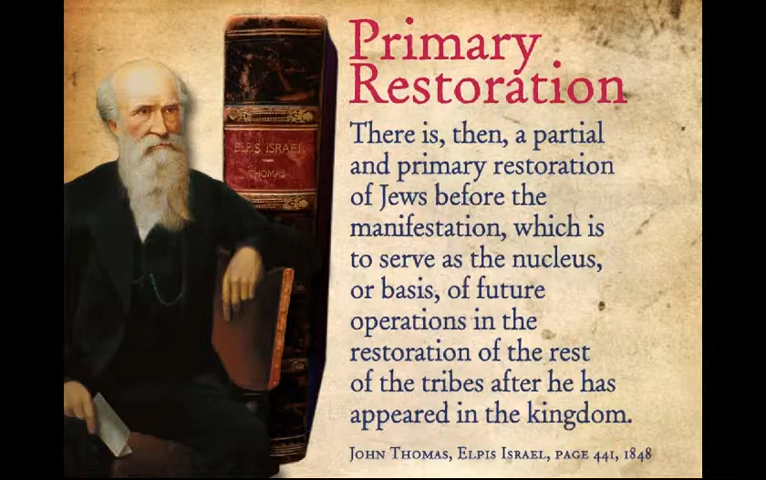 Primary
Restoration
There is, then, a partial
and primary restoration
of Jews before the
manifestation, which is
to serve as the nucleus,
or basis, of future
operations in the
restoration of the rest
of the tribes after he has
appeared in the kingdom.
John Thomas, Elpis Israel, page 441, 1848
ELPIS ISRAEL
THOMAS